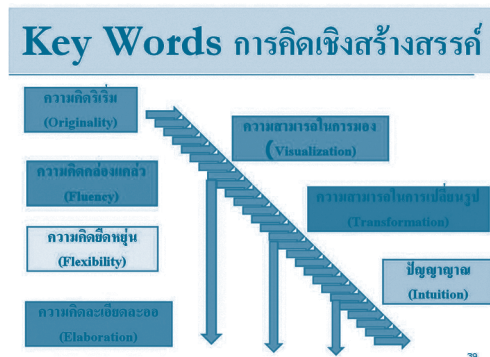 Key Words การคิดเชิงสร้างสรรค์
ความคิดริเริ่ม
(Originality)
ความสามารถในการมอง
(Visualization)
ความคิดคล่องแคล่ว
(Fluency)
ความสามารถในการเปลี่ยนรูป
(Transformation)
ความคิดยืดหยุ่น
(Flexibility)
ปัญญาญาณ
(Intuition)
ความคิดละเอียดละออ
(Elaboration)
39